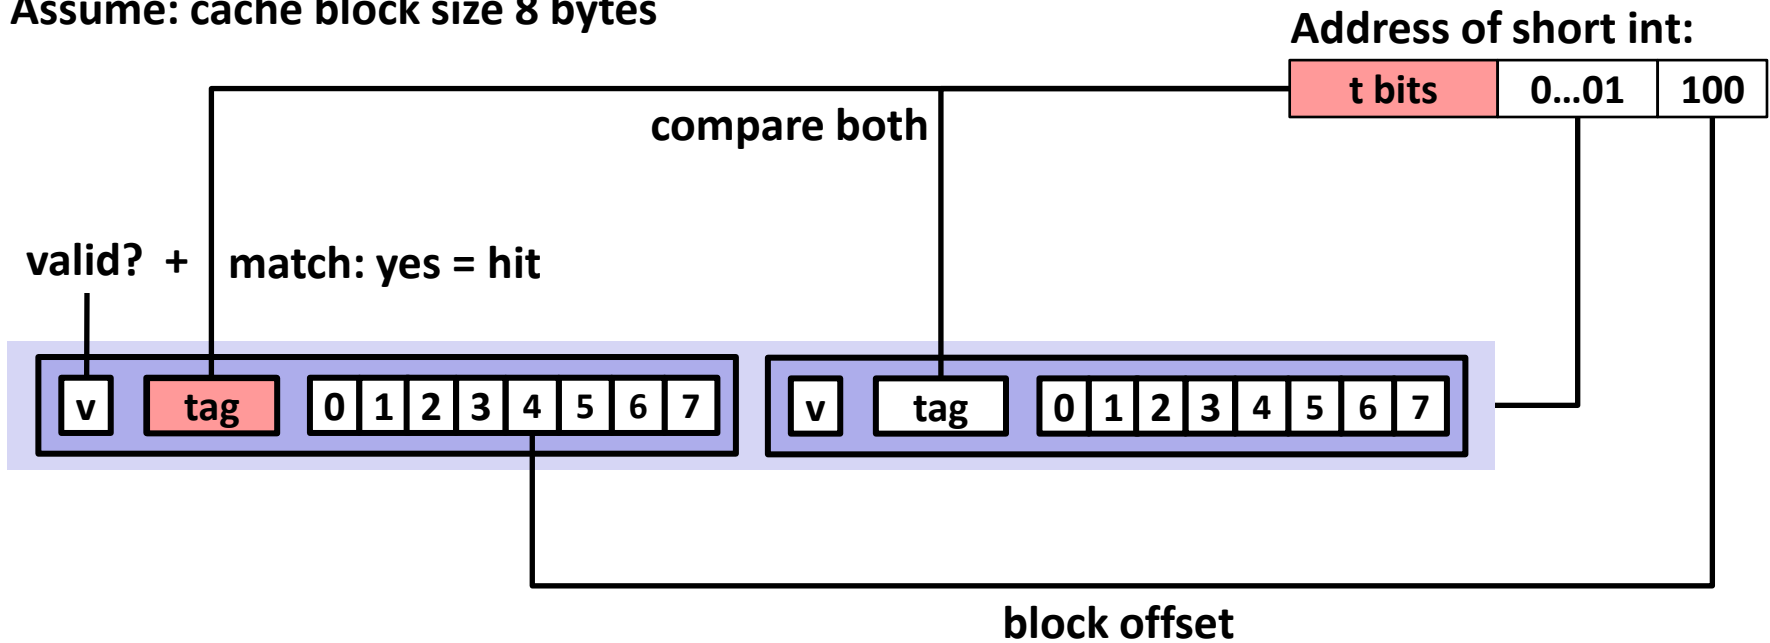 Assume: cache block size 8 bytes
Address of short int:
t bits 0...01 100
compare both
valid? + match: yes = hit
v tag 0 1 2 3 4 5 6 7 v tag 0 1 2 3 4 5 6 7
block offset